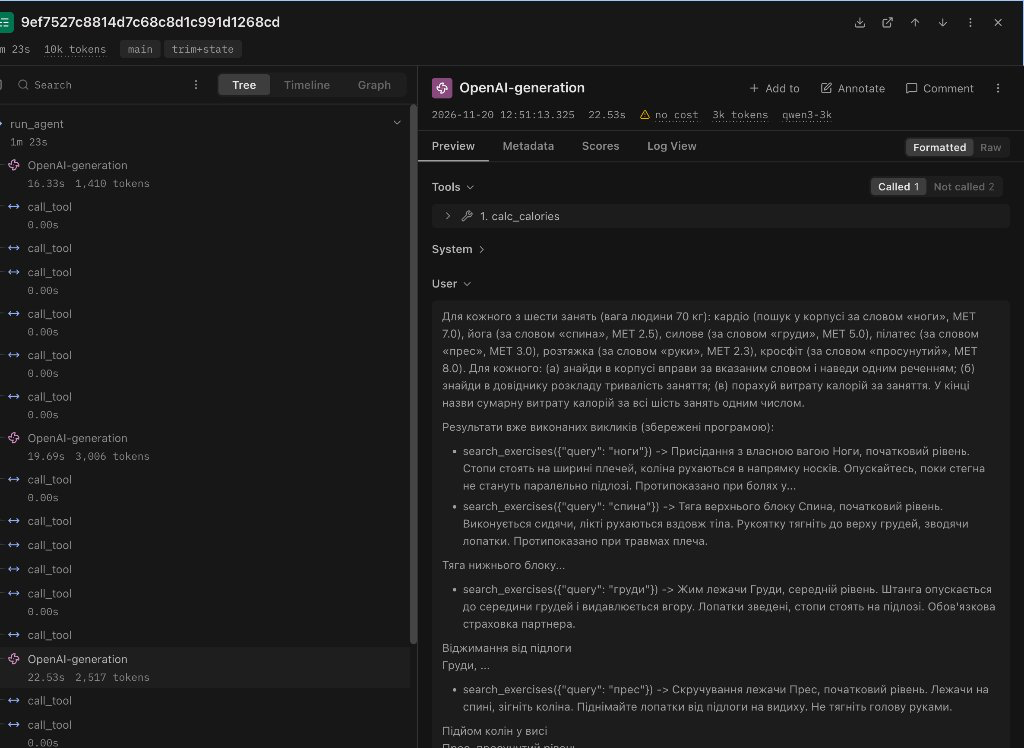 9ef7527c8814d7c68c8d1c991d1268cd
m 23s 10k tokens main trim+state
Search Tree Timeline Graph
run_agent
1m 23s
OpenAI-generation
16.33s 1,410 tokens
call_tool
0.00s
call_tool
call_tool
0.00s
call_tool
0.00s
call_tool
0.00s
call_tool
0.00s
OpenAI-generation
19.69s 3,006 tokens
call_tool
0.00s
call_tool
call_tool
call_tool
call_tool
0.00s
call_tool
OpenAI-generation
22.53s 2,517 tokens
call_tool
call_tool
0.00s
OpenAI-generation
Add to Annotate Comment
2026-11-20 12:51:13.325 22.53s no cost 3k tokens qwen3-3k
Preview Metadata Scores Log View Formatted Raw
Tools Called 1 Not called 2
1. calc_calories
System
User
Для кожного з шести занять (вага людини 70 кг): кардіо (пошук у корпусі за словом «ноги», MET
7.0), йога (за словом «спина», MET 2.5), силове (за словом «груди», MET 5.0), пілатес (за словом
«прес», MET 3.0), розтяжка (за словом «руки», MET 2.3), кросфіт (за словом «просунутий», MET
8.0). Для кожного: (а) знайди в корпусі вправи за вказаним словом і наведи одним реченням; (б)
знайди в довіднику розкладу тривалість заняття; (в) порахуй витрату калорій за заняття. У кінці
назви сумарну витрату калорій за всі шість занять одним числом.
Результати вже виконаних викликів (збережені програмою):
• search_exercises({"query": "ноги"}) -> Присідання з власною вагою Ноги, початковий рівень.
Стопи стоять на ширині плечей, коліна рухаються в напрямку носків. Опускайтесь, поки стегна
не стануть паралельно підлозі. Протипоказано при болях у...
• search_exercises({"query": "спина"}) -> Тяга верхнього блоку Спина, початковий рівень.
Виконується сидячи, лікті рухаються вздовж тіла. Рукоятку тягніть до верху грудей, зводячи
лопатки. Протипоказано при травмах плеча.
Тяга нижнього блоку...
• search_exercises({"query": "груди"}) -> Жим лежачи Груди, середній рівень. Штанга опускається
до середини грудей і видавлюється вгору. Лопатки зведені, стопи стоять на підлозі. Обов'язкова
страховка партнера.
Віджимання від підлоги
Груди, ...
• search_exercises({"query": "прес"}) -> Скручування лежачи Прес, початковий рівень. Лежачи на
спині, зігніть коліна. Піднімайте лопатки від підлоги на видиху. Не тягніть голову руками.
Підйом колін у висі
Прес, просунутий рівень